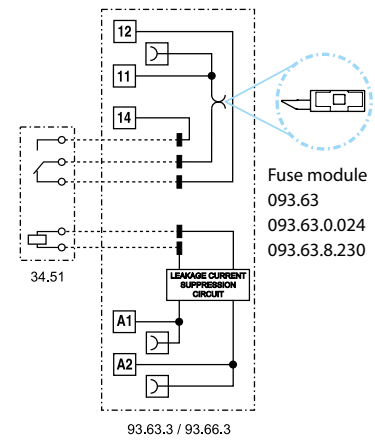 12
11
14
Fuse module
093.63
093.63.0.024
093.63.8.230
34.51
LEAKAGE CURRENT
SUPPRESSION
CIRCUIT
A1
A2
93.63.3 / 93.66.3